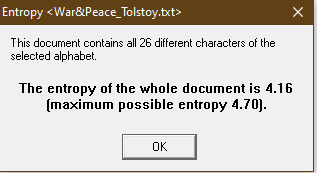 Entropy <War&Peace_Tolstoy.txt>
This document contains all 26 different characters of the
selected alphabet.
The entropy of the whole document is 4.16
(maximum possible entropy 4.70).
OK